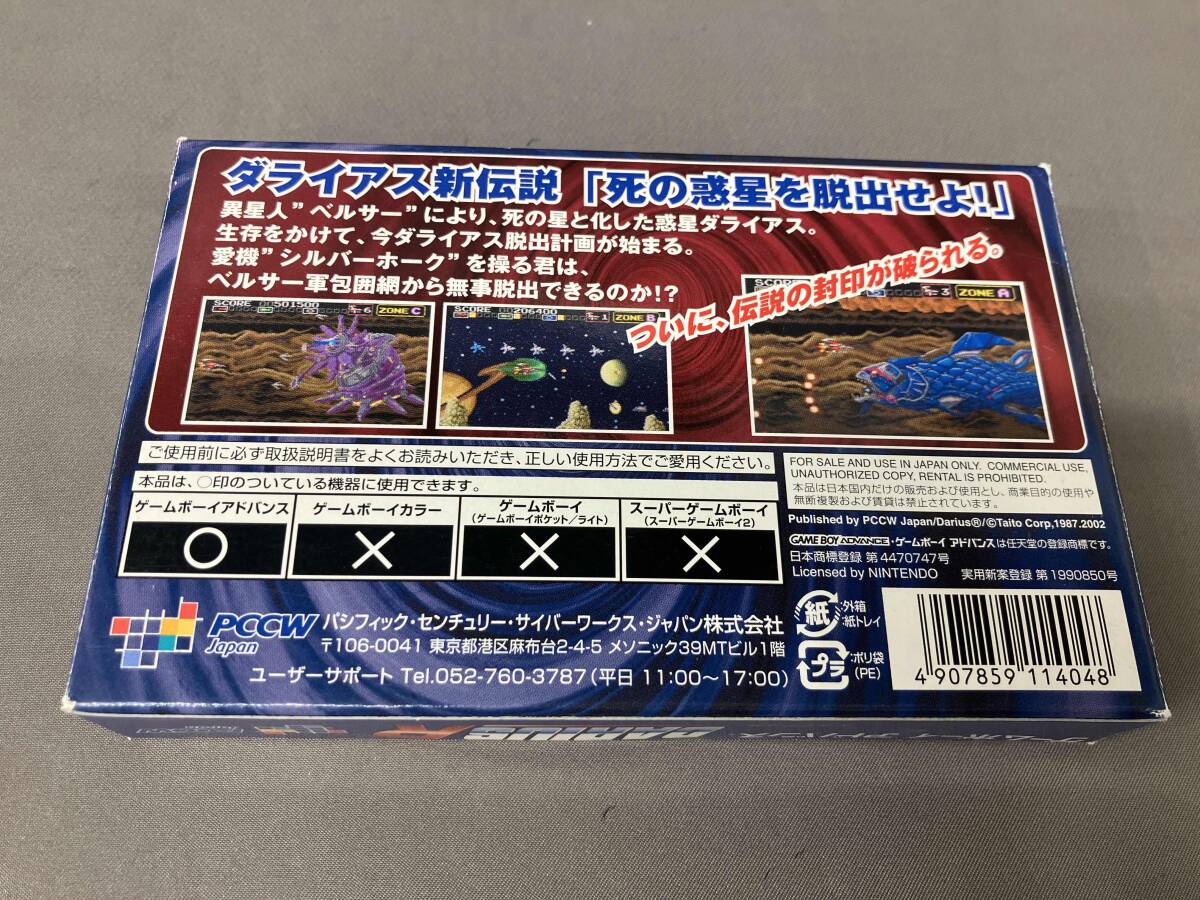 ダライアス新伝説「死の惑星を脱出せよ!」
異星人"ベルサー"により、死の星と化した惑星ダライアス。
生存をかけて、今ダライアス脱出計画が始まる。
愛機"シルバーホーク"を操る君は、
ベルサー軍包囲網から無事脱出できるのか!?
ついに、伝説の封印が破られる。
SCORE 00501500
6 ZONE C
SCORE 00206400
1 ZONE B
3 ZONE A
ご使用前に必ず取扱説明書をよくお読みいただき、正しい使用方法でご愛用ください。
本品は、○印のついている機器に使用できます。
ゲームボーイアドバンス
○
ゲームボーイカラー
×
ゲームボーイ
(ゲームボーイポケット/ライト)
×
スーパーゲームボーイ
(スーパーゲームボーイ2)
×
FOR SALE AND USE IN JAPAN ONLY. COMMERCIAL USE,
UNAUTHORIZED COPY, RENTAL IS PROHIBITED.
本品は日本国内だけの販売および使用とし、商業目的の使用や
無断複製および賃貸は禁止されています。
Published by PCCW Japan/Darius®/©Taito Corp,1987.2002
GAME BOY ADVANCE・ゲームボーイ アドバンスは任天堂の登録商標です。
日本商標登録 第4470747号
Licensed by NINTENDO 実用新案登録 第1990850号
PCCW
Japan
パシフィック・センチュリー・サイバーワークス・ジャパン株式会社
〒106-0041 東京都港区麻布台2-4-5 メソニック39MTビル1階
ユーザーサポート Tel.052-760-3787(平日 11:00〜17:00)
紙
:外箱
:紙トレイ
プラ
:ポリ袋
(PE)
4 907859 114048
DARIUS R
ゲームボーイ アドバンス